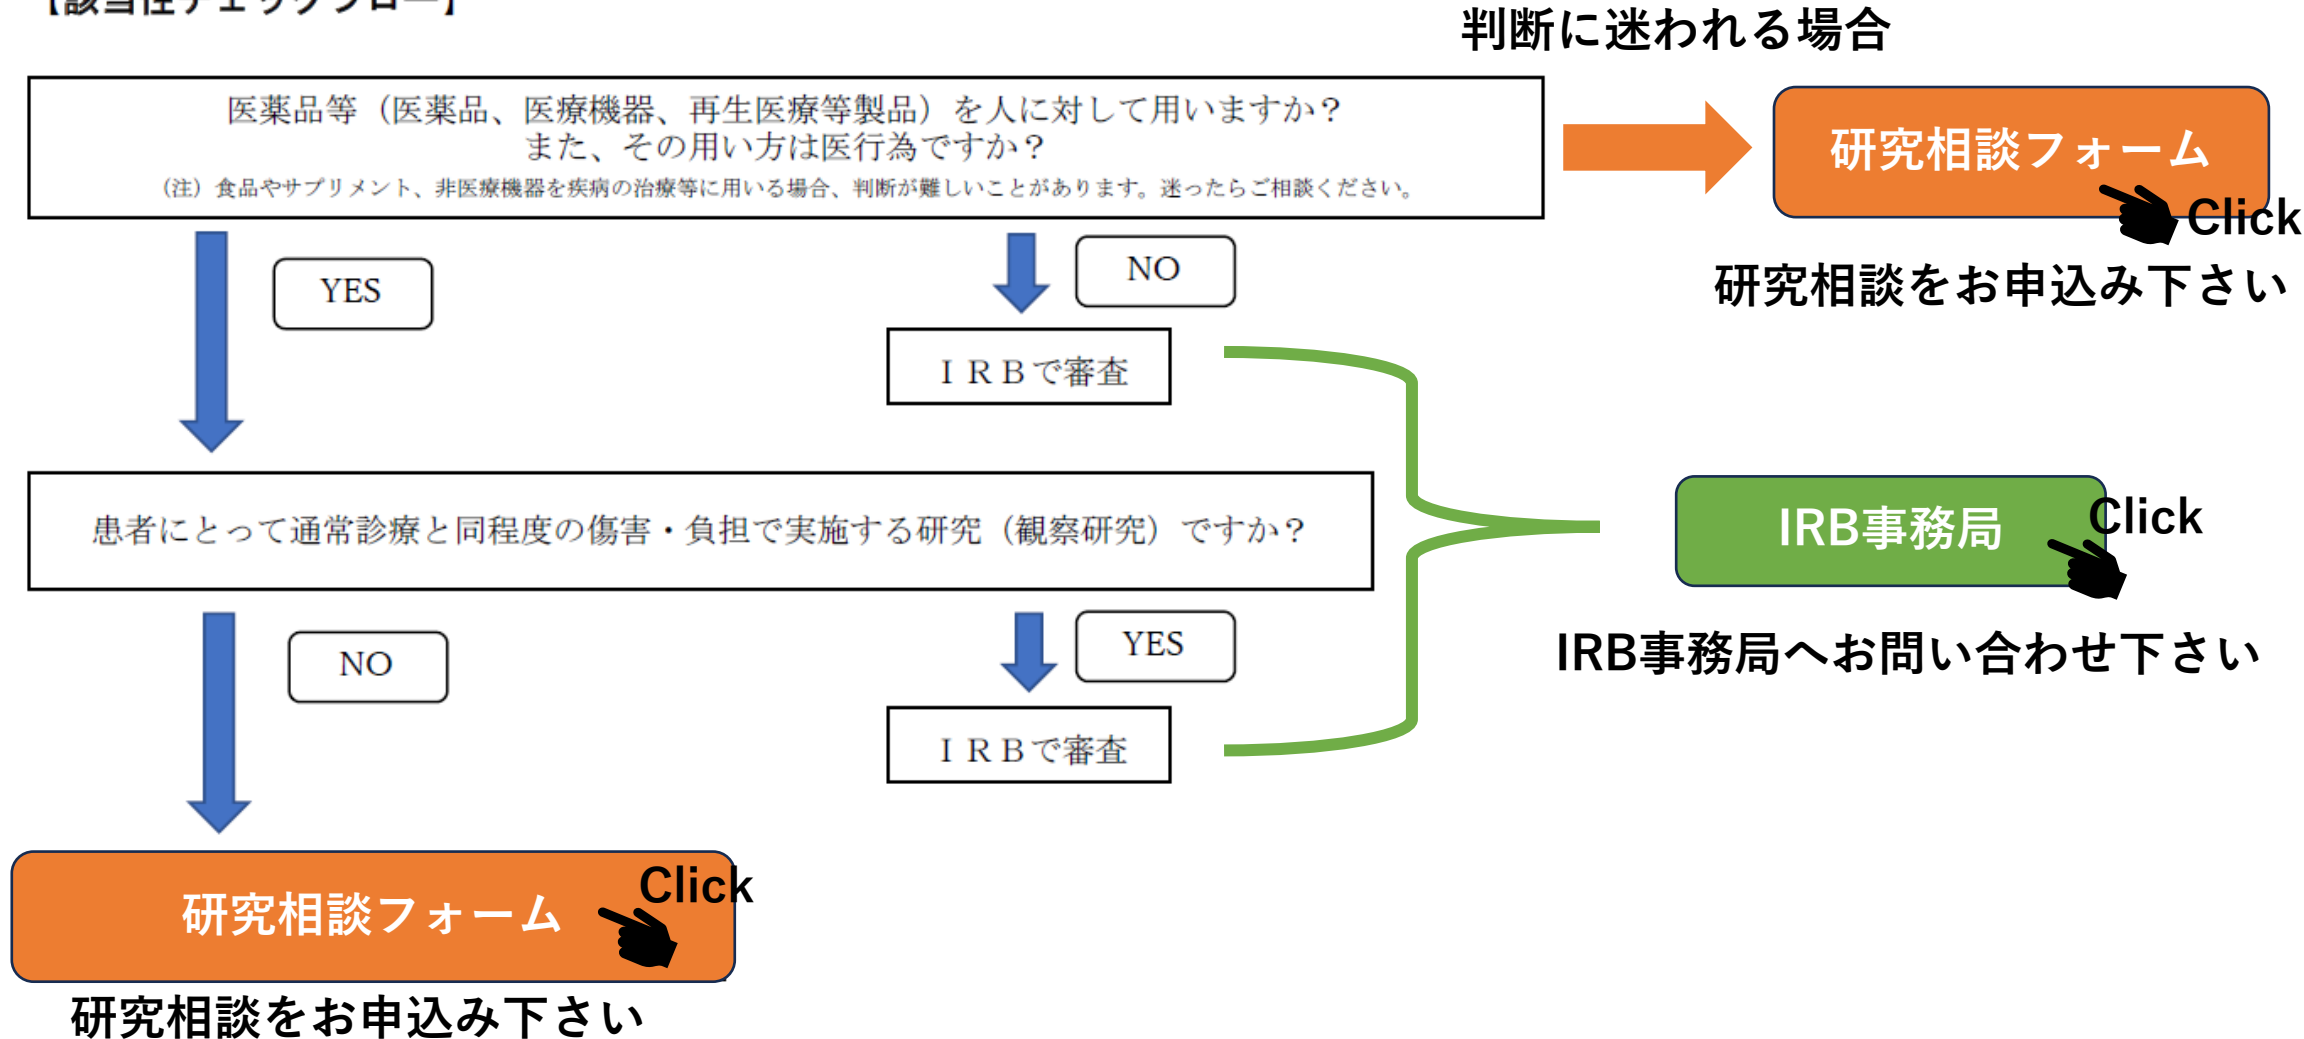 【該当性チェックフロー】
判断に迷われる場合
医薬品等（医薬品、医療機器、再生医療等製品）を人に対して用いますか？
また、その用い方は医行為ですか？
（注）食品やサプリメント、非医療機器を疾病の治療等に用いる場合、判断が難しいことがあります。迷ったらご相談ください。
研究相談フォーム
Click
研究相談をお申込み下さい
YES
NO
ＩＲＢで審査
患者にとって通常診療と同程度の傷害・負担で実施する研究（観察研究）ですか？
IRB事務局
Click
IRB事務局へお問い合わせ下さい
NO
YES
ＩＲＢで審査
研究相談フォーム
Click
研究相談をお申込み下さい